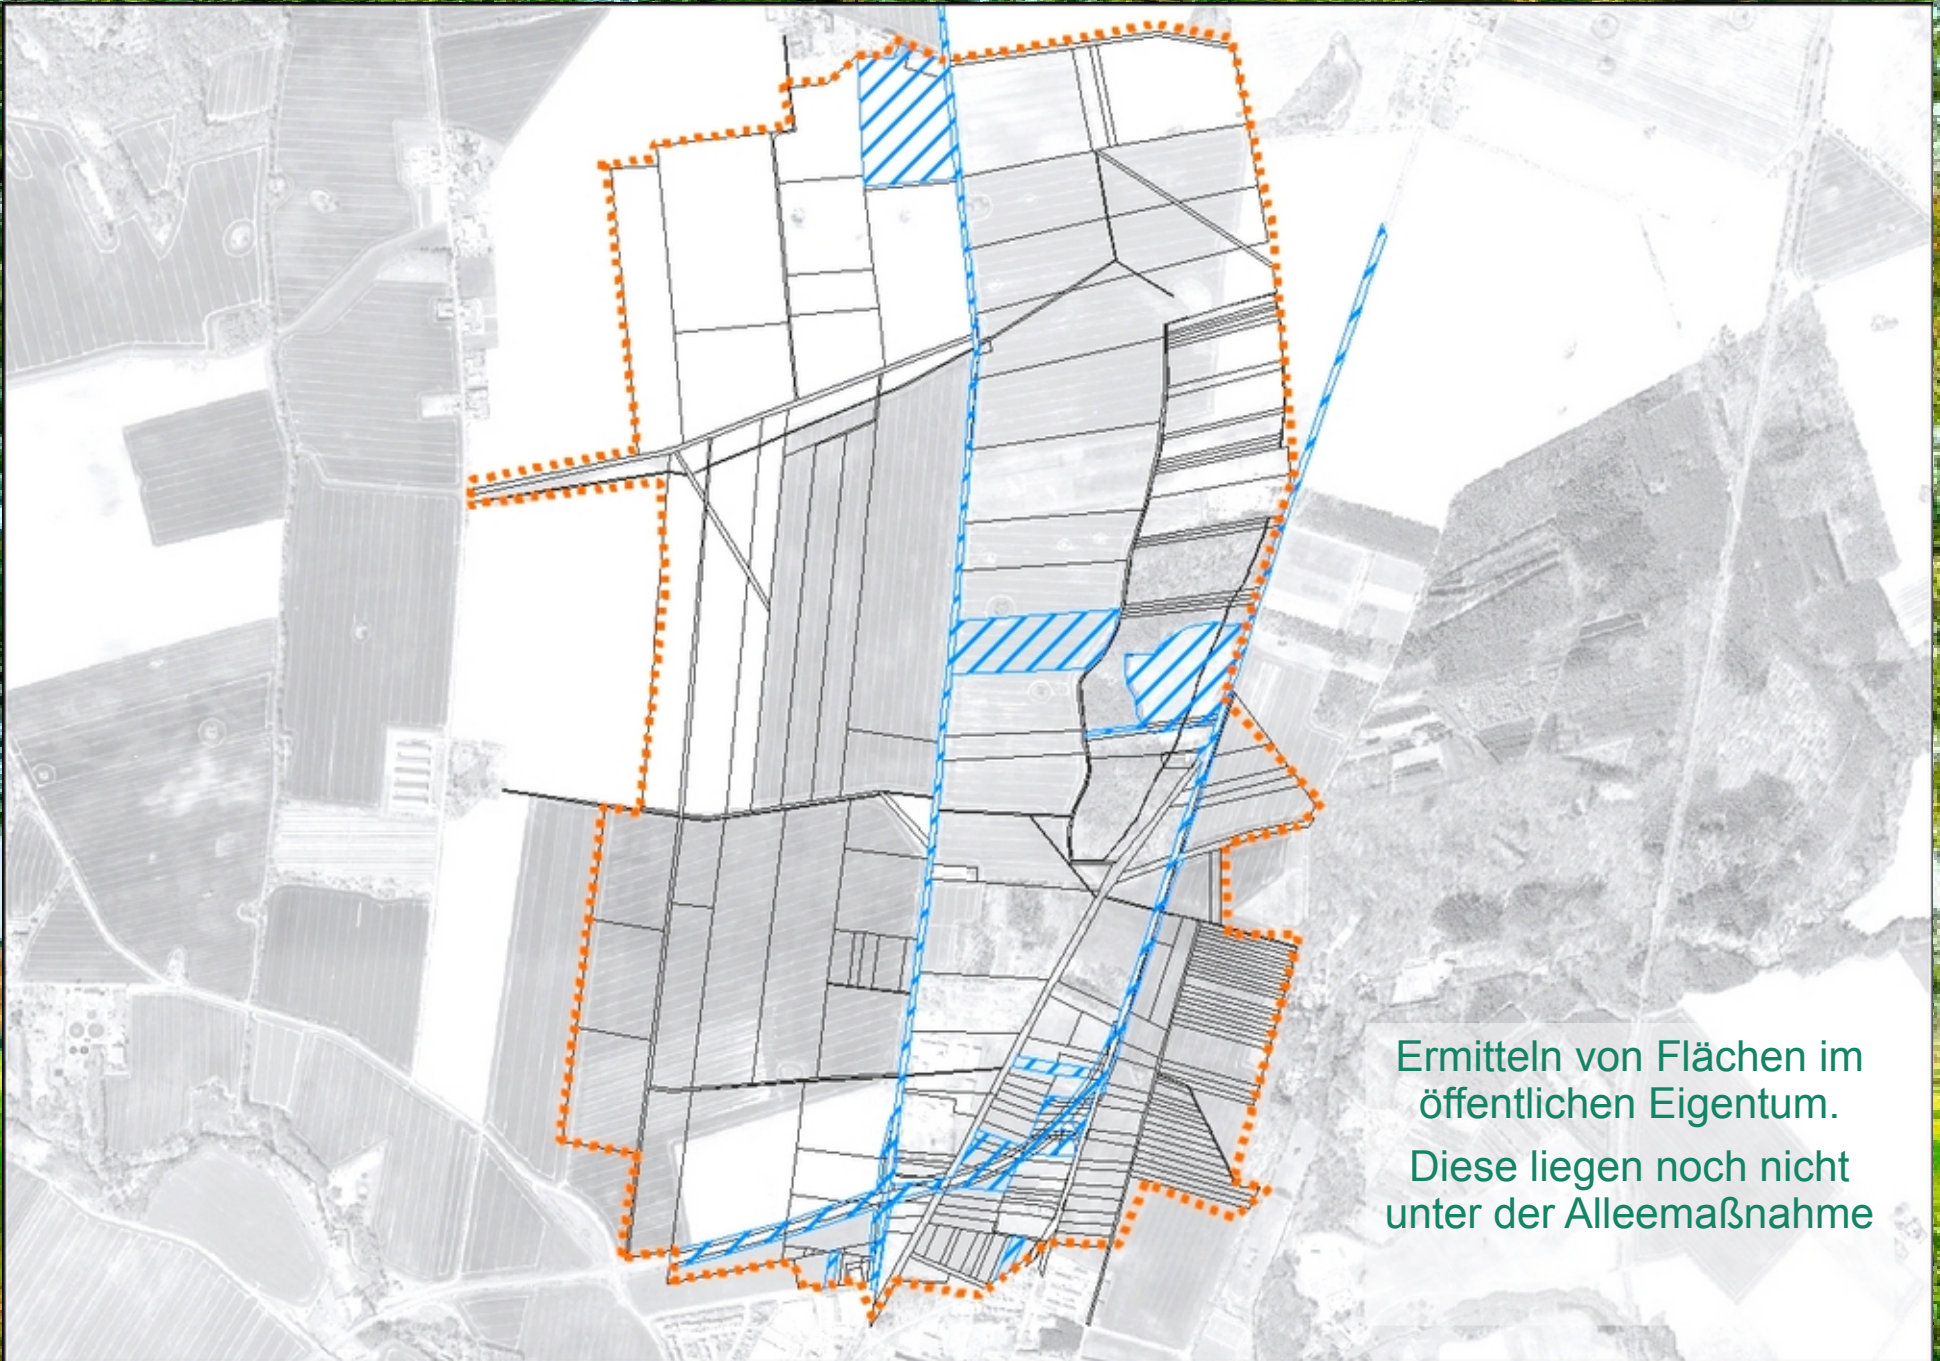 Ermitteln von Flächen im
öffentlichen Eigentum.
Diese liegen noch nicht
unter der Alleemaßnahme